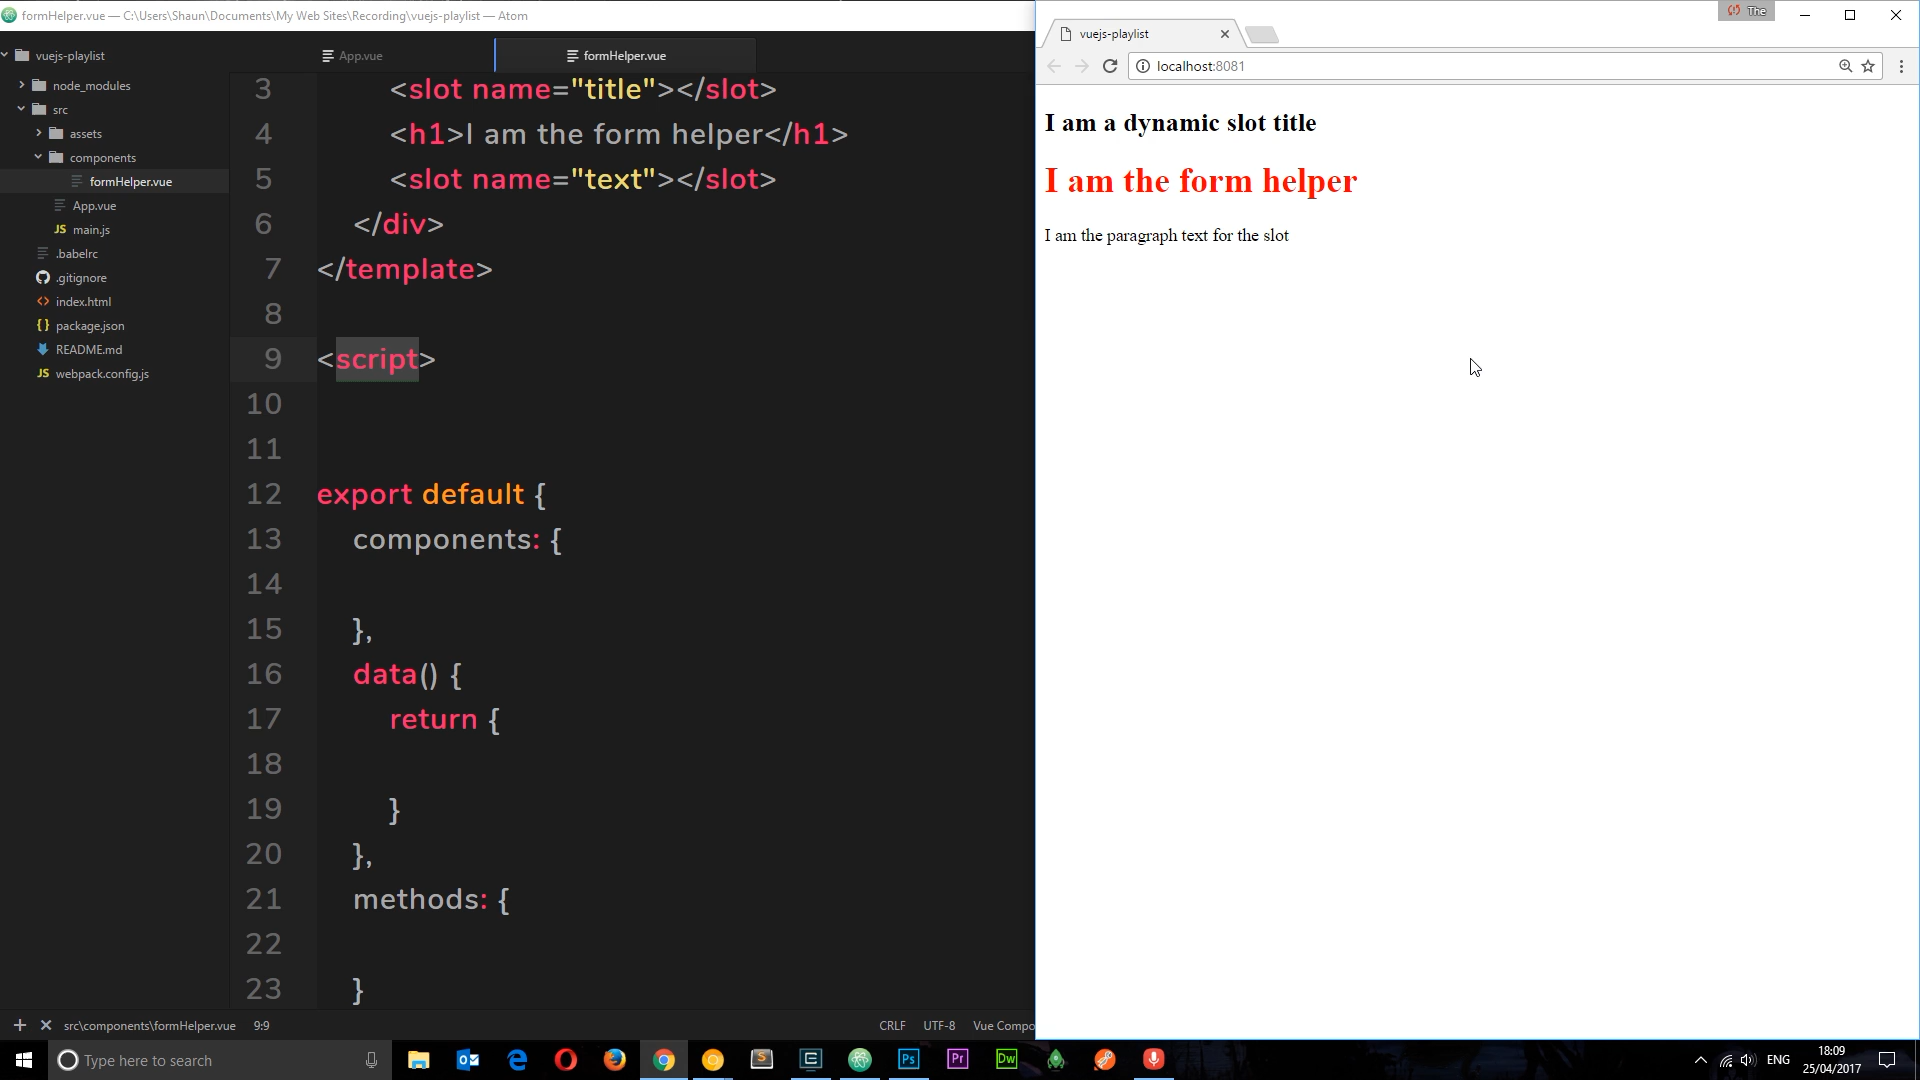 formHelper.vue — C:\Users\Shaun\Documents\My Web Sites\Recording\vuejs-playlist — Atom
The
vuejs-playlist
App.vue
formHelper.vue
vuejs-playlist
localhost:8081
node_modules
src
assets
components
formHelper.vue
App.vue
JS main.js
.babelrc
.gitignore
<> index.html
{} package.json
README.md
JS webpack.config.js
3 <slot name="title"></slot>
4 <h1>I am the form helper</h1>
5 <slot name="text"></slot>
6 </div>
7 </template>
8
9 <script>
10
11
12 export default {
13 components: {
14
15 },
16 data() {
17 return {
18
19 }
20 },
21 methods: {
22
23 }
I am a dynamic slot title
I am the form helper
I am the paragraph text for the slot
src\components\formHelper.vue 9:9
CRLF UTF-8 Vue Compo
Type here to search
Ps
Pr
Dw
ENG
18:09
25/04/2017